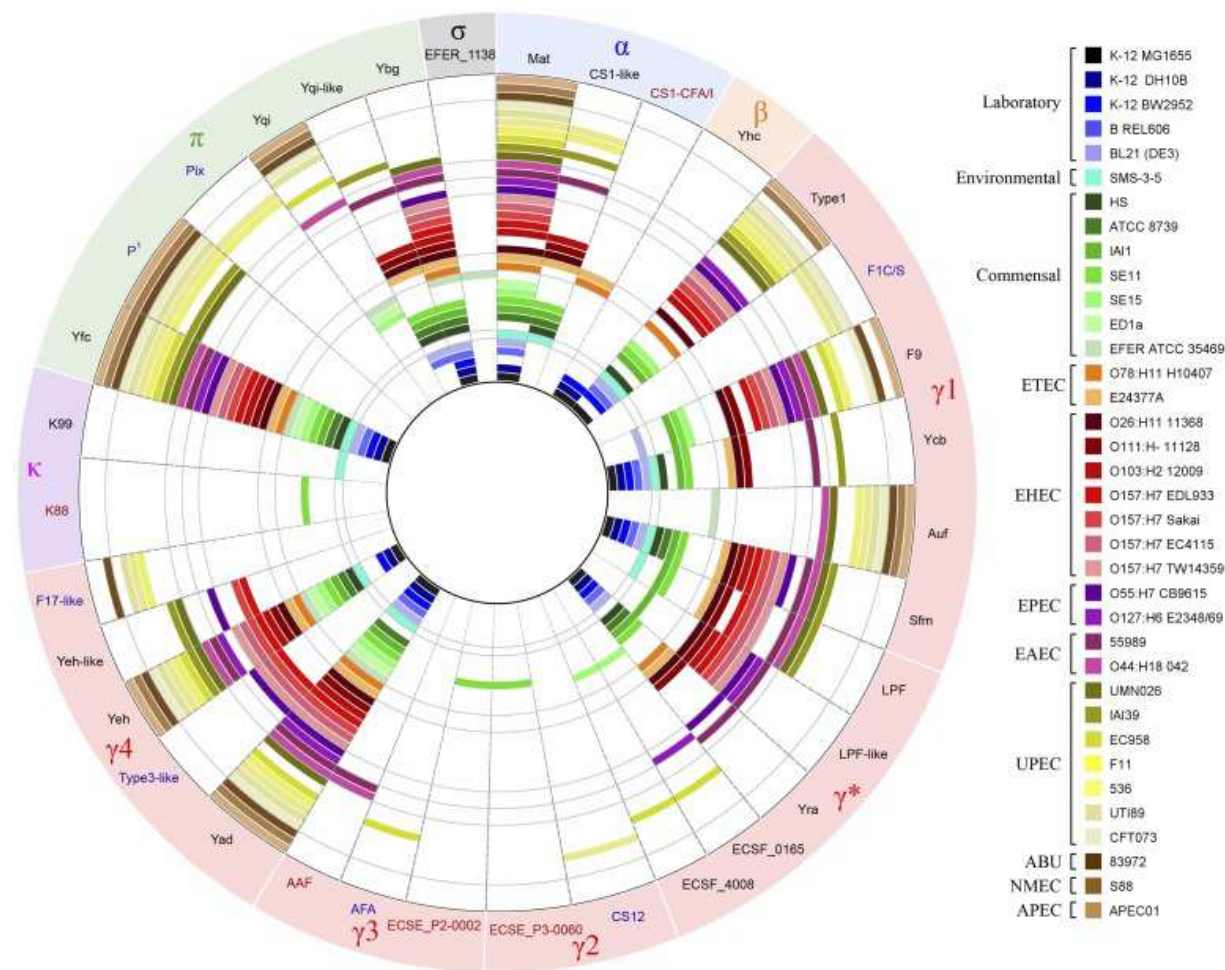 σ
EFER_1138
α
Mat
CS1-like
CS1-CFA/I
β
Yhc
Type1
F1C/S
F9
γ1
Ycb
Auf
Sfm
LPF
LPF-like
γ*
Yra
ECSF_0165
ECSF_4008
CS12
γ2
ECSE_P3-0060
ECSE_P2-0002
γ3
AFA
AAF
Yad
Type3-like
γ4
Yeh
Yeh-like
F17-like
K88
κ
K99
Yfc
P¹
Pix
π
Yqi
Yqi-like
Ybg
Laboratory
K-12 MG1655
K-12 DH10B
K-12 BW2952
B REL606
BL21 (DE3)
Environmental
SMS-3-5
Commensal
HS
ATCC 8739
IAI1
SE11
SE15
ED1a
EFER ATCC 35469
ETEC
O78:H11 H10407
E24377A
EHEC
O26:H11 11368
O111:H- 11128
O103:H2 12009
O157:H7 EDL933
O157:H7 Sakai
O157:H7 EC4115
O157:H7 TW14359
EPEC
O55:H7 CB9615
O127:H6 E2348/69
EAEC
55989
O44:H18 042
UPEC
UMN026
IAI39
EC958
F11
536
UTI89
CFT073
ABU
83972
NMEC
S88
APEC
APEC01